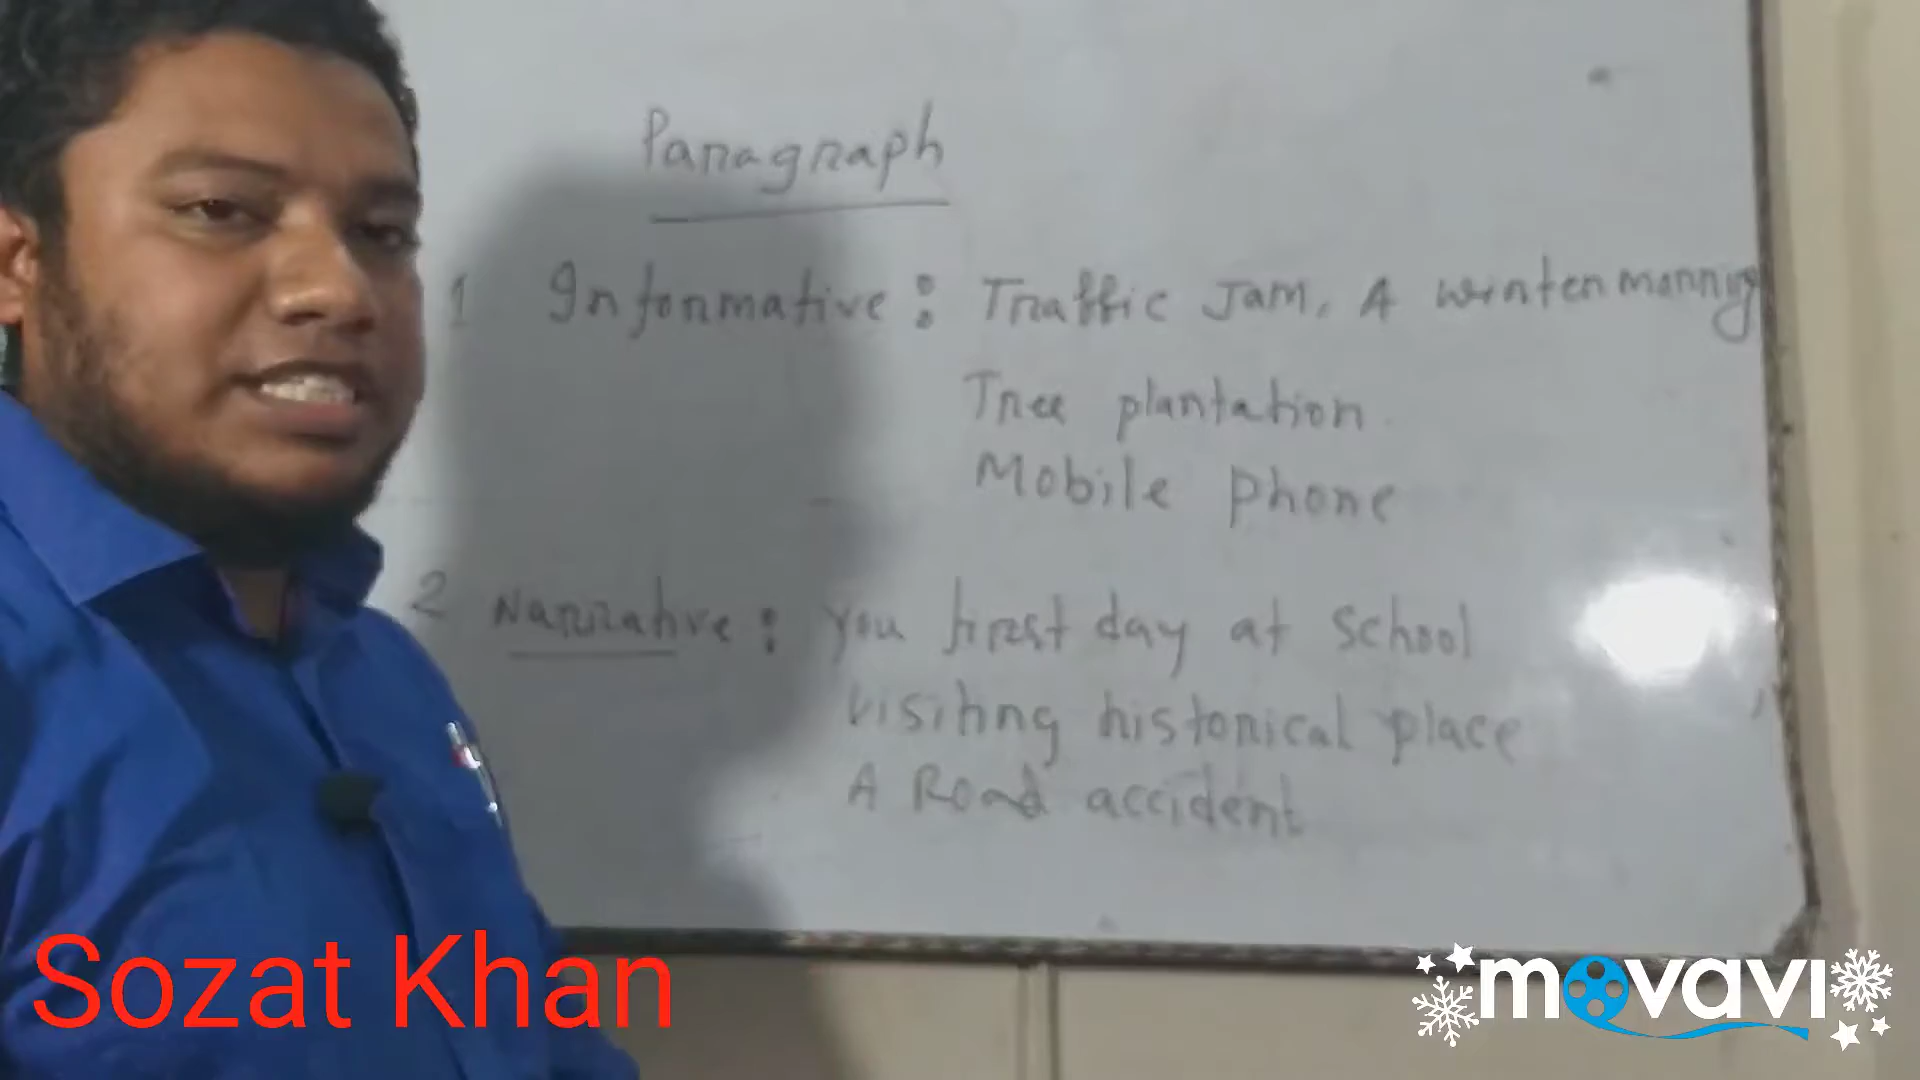 Paragraph
1 Informative : Traffic Jam, A winter morning
Tree plantation.
Mobile phone
2 Narrative : you first day at school
visiting historical place
A Road accident
Sozat Khan
movavi